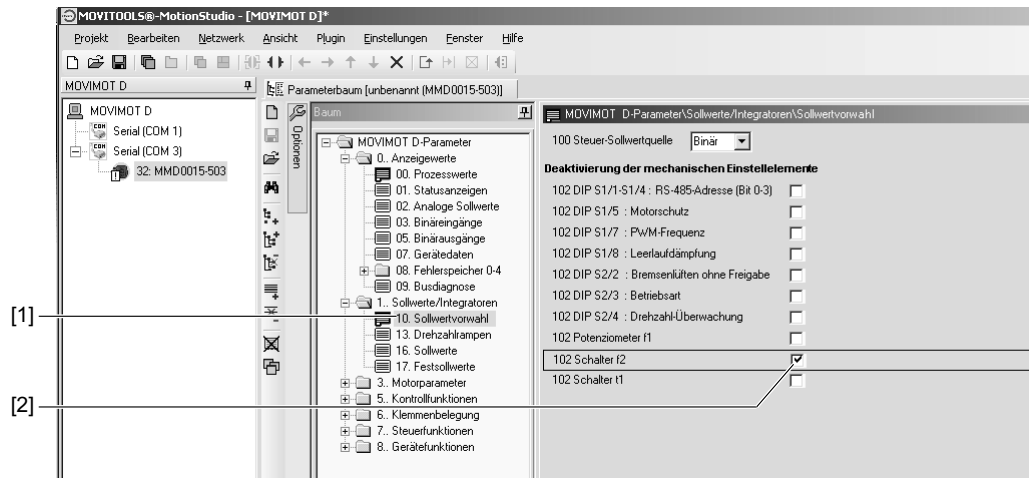 MOVITOOLS®-MotionStudio - [MOVIMOT D]*
Projekt Bearbeiten Netzwerk Ansicht Plugin Einstellungen Fenster Hilfe
MOVIMOT D
MOVIMOT D
Serial (COM 1)
Serial (COM 3)
32: MMD0015-503
Parameterbaum [unbenannt (MMD0015-503)]
Optionen
Baum
MOVIMOT D-Parameter
0.. Anzeigewerte
00. Prozesswerte
01. Statusanzeigen
02. Analoge Sollwerte
03. Binäreingänge
05. Binärausgänge
07. Gerätedaten
08. Fehlerspeicher 0-4
09. Busdiagnose
1.. Sollwerte/Integratoren
10. Sollwertvorwahl
13. Drehzahlrampen
16. Sollwerte
17. Festsollwerte
3.. Motorparameter
5.. Kontrollfunktionen
6.. Klemmenbelegung
7.. Steuerfunktionen
8.. Gerätefunktionen
MOVIMOT D-Parameter\Sollwerte/Integratoren\Sollwertvorwahl
100 Steuer-Sollwertquelle Binär
Deaktivierung der mechanischen Einstellelemente
102 DIP S1/1-S1/4 : RS-485-Adresse (Bit 0-3)
102 DIP S1/5 : Motorschutz
102 DIP S1/7 : PWM-Frequenz
102 DIP S1/8 : Leerlaufdämpfung
102 DIP S2/2 : Bremsenlüften ohne Freigabe
102 DIP S2/3 : Betriebsart
102 DIP S2/4 : Drehzahl-Überwachung
102 Potenziometer f1
102 Schalter f2
102 Schalter t1
[1]
[2]